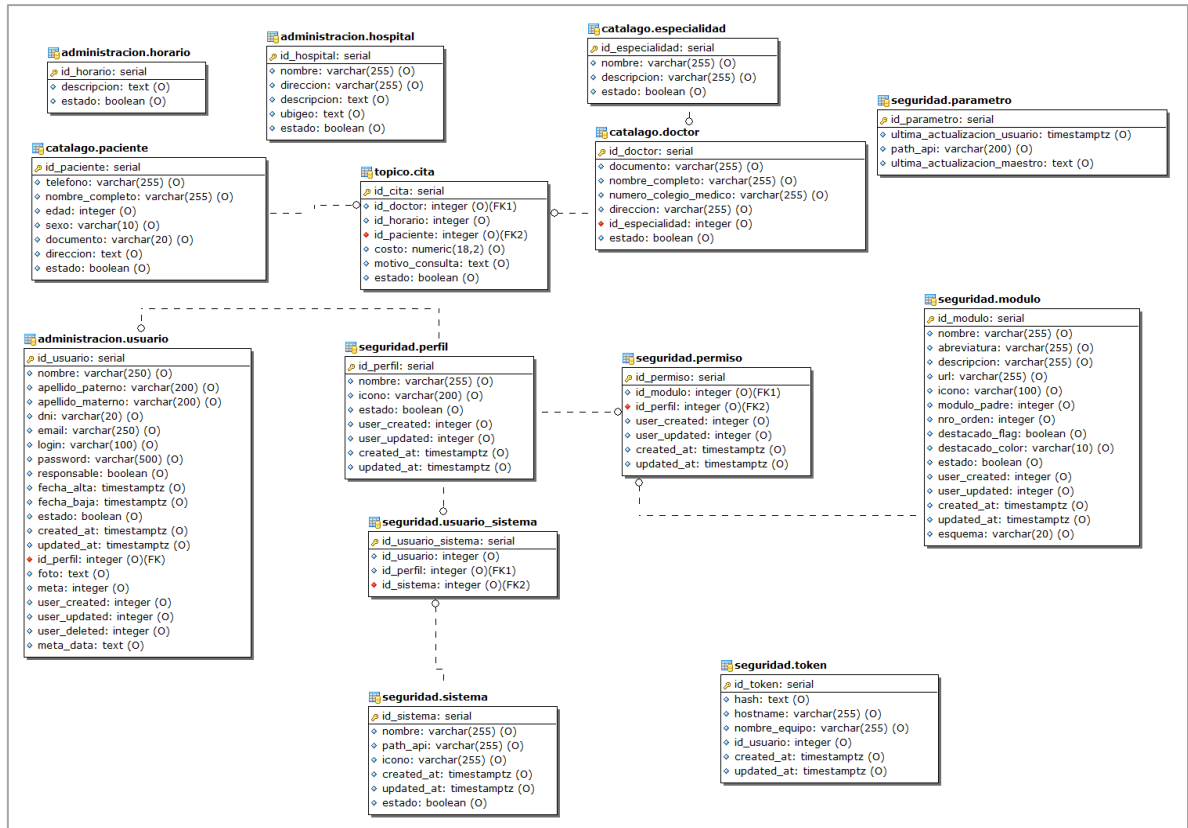 administracion.horario
id_horario: serial
descripcion: text (O)
estado: boolean (O)
administracion.hospital
id_hospital: serial
nombre: varchar(255) (O)
direccion: varchar(255) (O)
descripcion: text (O)
ubigeo: text (O)
estado: boolean (O)
catalago.especialidad
id_especialidad: serial
nombre: varchar(255) (O)
descripcion: varchar(255) (O)
estado: boolean (O)
seguridad.parametro
id_parametro: serial
ultima_actualizacion_usuario: timestamptz (O)
path_api: varchar(200) (O)
ultima_actualizacion_maestro: text (O)
catalago.paciente
id_paciente: serial
telefono: varchar(255) (O)
nombre_completo: varchar(255) (O)
edad: integer (O)
sexo: varchar(10) (O)
documento: varchar(20) (O)
direccion: text (O)
estado: boolean (O)
topico.cita
id_cita: serial
id_doctor: integer (O)(FK1)
id_horario: integer (O)
id_paciente: integer (O)(FK2)
costo: numeric(18,2) (O)
motivo_consulta: text (O)
estado: boolean (O)
catalago.doctor
id_doctor: serial
documento: varchar(255) (O)
nombre_completo: varchar(255) (O)
numero_colegio_medico: varchar(255) (O)
direccion: varchar(255) (O)
id_especialidad: integer (O)
estado: boolean (O)
administracion.usuario
id_usuario: serial
nombre: varchar(250) (O)
apellido_paterno: varchar(200) (O)
apellido_materno: varchar(200) (O)
dni: varchar(20) (O)
email: varchar(250) (O)
login: varchar(100) (O)
password: varchar(500) (O)
responsable: boolean (O)
fecha_alta: timestamptz (O)
fecha_baja: timestamptz (O)
estado: boolean (O)
created_at: timestamptz (O)
updated_at: timestamptz (O)
id_perfil: integer (O)(FK)
foto: text (O)
meta: integer (O)
user_created: integer (O)
user_updated: integer (O)
user_deleted: integer (O)
meta_data: text (O)
seguridad.perfil
id_perfil: serial
nombre: varchar(255) (O)
icono: varchar(200) (O)
estado: boolean (O)
user_created: integer (O)
user_updated: integer (O)
created_at: timestamptz (O)
updated_at: timestamptz (O)
seguridad.permiso
id_permiso: serial
id_modulo: integer (O)(FK1)
id_perfil: integer (O)(FK2)
user_created: integer (O)
user_updated: integer (O)
created_at: timestamptz (O)
updated_at: timestamptz (O)
seguridad.modulo
id_modulo: serial
nombre: varchar(255) (O)
abreviatura: varchar(255) (O)
descripcion: varchar(255) (O)
url: varchar(255) (O)
icono: varchar(100) (O)
modulo_padre: integer (O)
nro_orden: integer (O)
destacado_flag: boolean (O)
destacado_color: varchar(10) (O)
estado: boolean (O)
user_created: integer (O)
user_updated: integer (O)
created_at: timestamptz (O)
updated_at: timestamptz (O)
esquema: varchar(20) (O)
seguridad.usuario_sistema
id_usuario_sistema: serial
id_usuario: integer (O)
id_perfil: integer (O)(FK1)
id_sistema: integer (O)(FK2)
seguridad.sistema
id_sistema: serial
nombre: varchar(255) (O)
path_api: varchar(255) (O)
icono: varchar(255) (O)
created_at: timestamptz (O)
updated_at: timestamptz (O)
estado: boolean (O)
seguridad.token
id_token: serial
hash: text (O)
hostname: varchar(255) (O)
nombre_equipo: varchar(255) (O)
id_usuario: integer (O)
created_at: timestamptz (O)
updated_at: timestamptz (O)